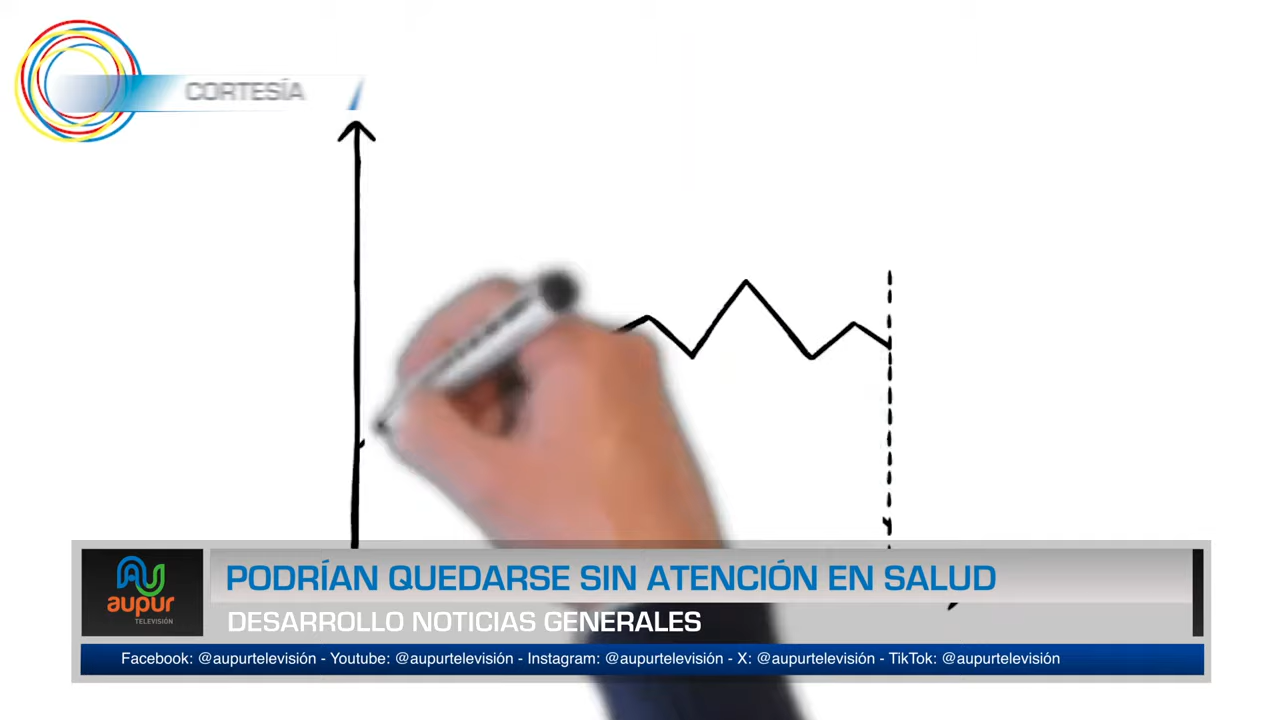 CORTESÍA
PODRÍAN QUEDARSE SIN ATENCIÓN EN SALUD
aupur
TELEVISIÓN
DESARROLLO NOTICIAS GENERALES
Facebook: @aupurtelevisión - Youtube: @aupurtelevisión - Instagram: @aupurtelevisión - X: @aupurtelevisión - TikTok: @aupurtelevisión